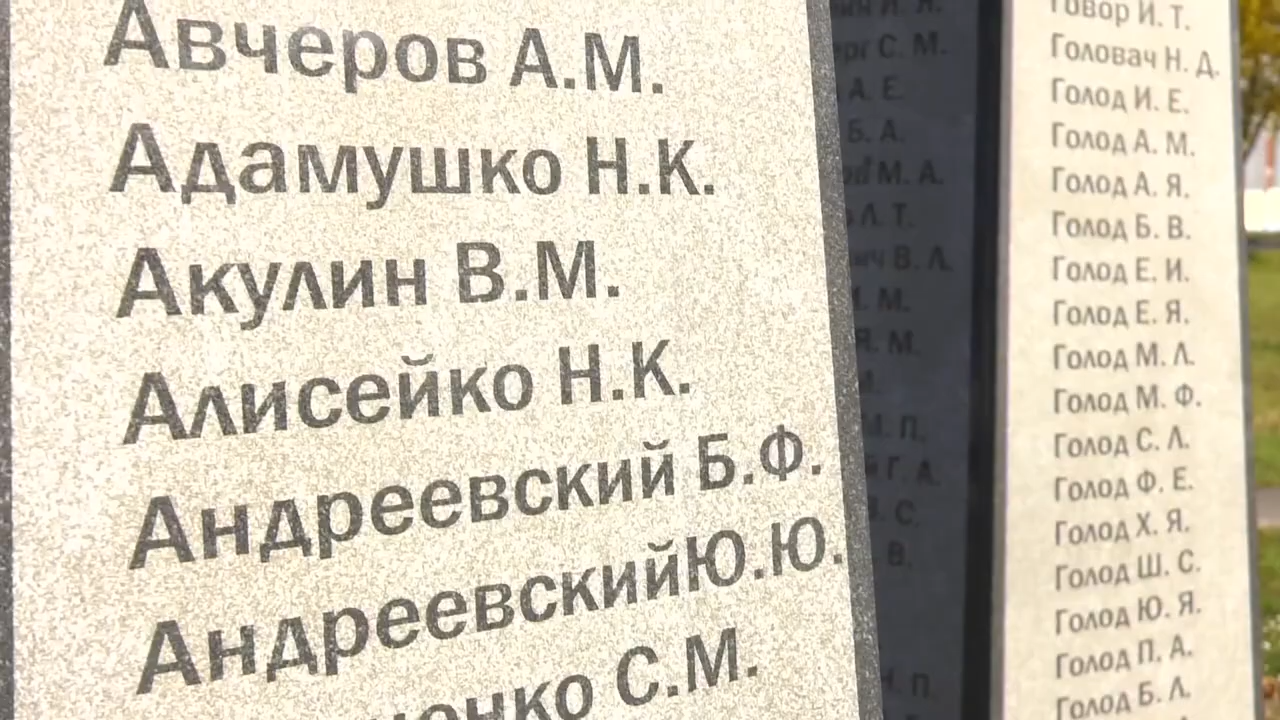 Авчеров А.М.
Адамушко Н.К.
Акулин В.М.
Алисейко Н.К.
Андреевский Б.Ф.
АндреевскийЮ.Ю.
С.М.
С. М.
А. Е.
Б. А.
М. А.
Л. Т.
В. Л.
М.
Я. М.
М. П.
Г. А.
С.
В.
Н. П.
Говор И. Т.
Головач Н. Д.
Голод И. Е.
Голод А. М.
Голод А. Я.
Голод Б. В.
Голод Е. И.
Голод Е. Я.
Голод М. Л.
Голод М. Ф.
Голод С. Л.
Голод Ф. Е.
Голод Х. Я.
Голод Ш. С.
Голод Ю. Я.
Голод П. А.
Голод Б. Л.